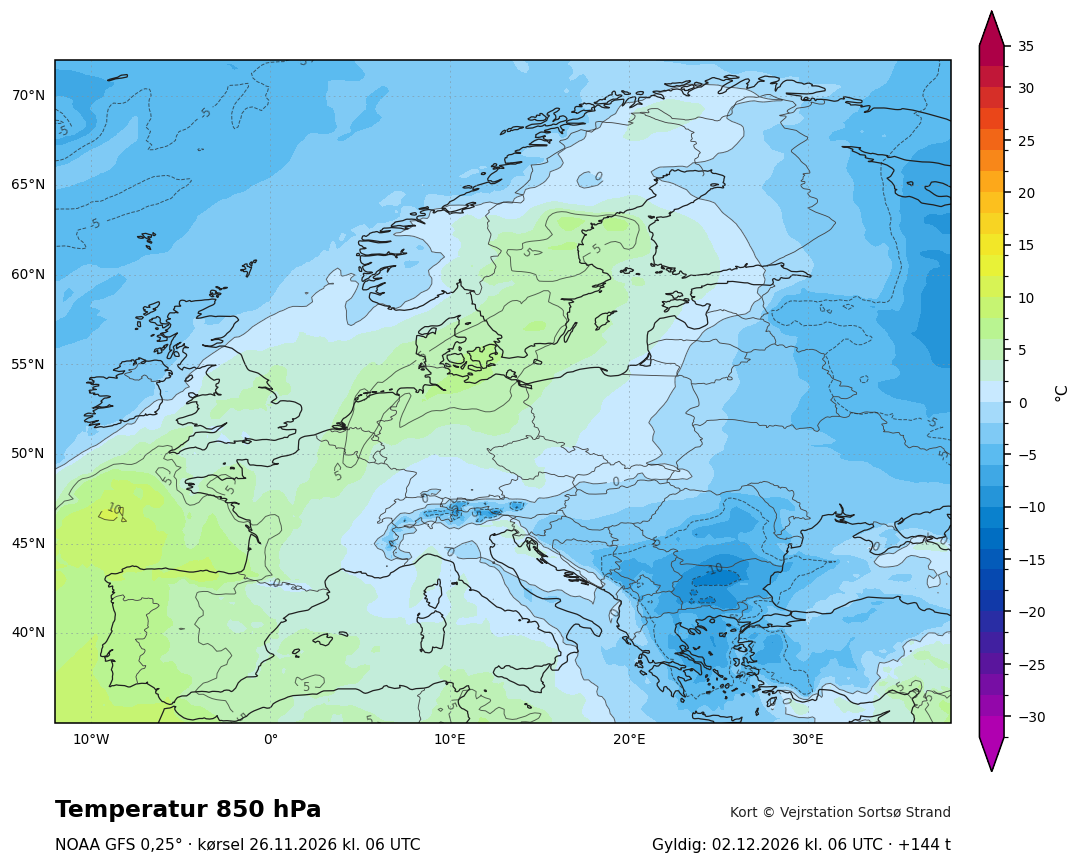 70°N
65°N
60°N
55°N
50°N
45°N
40°N
10°W
0°
10°E
20°E
30°E
35
30
25
20
15
10
5
0
−5
−10
−15
−20
−25
−30
°C
Temperatur 850 hPa
Kort © Vejrstation Sortsø Strand
NOAA GFS 0,25° · kørsel 26.11.2026 kl. 06 UTC
Gyldig: 02.12.2026 kl. 06 UTC · +144 t